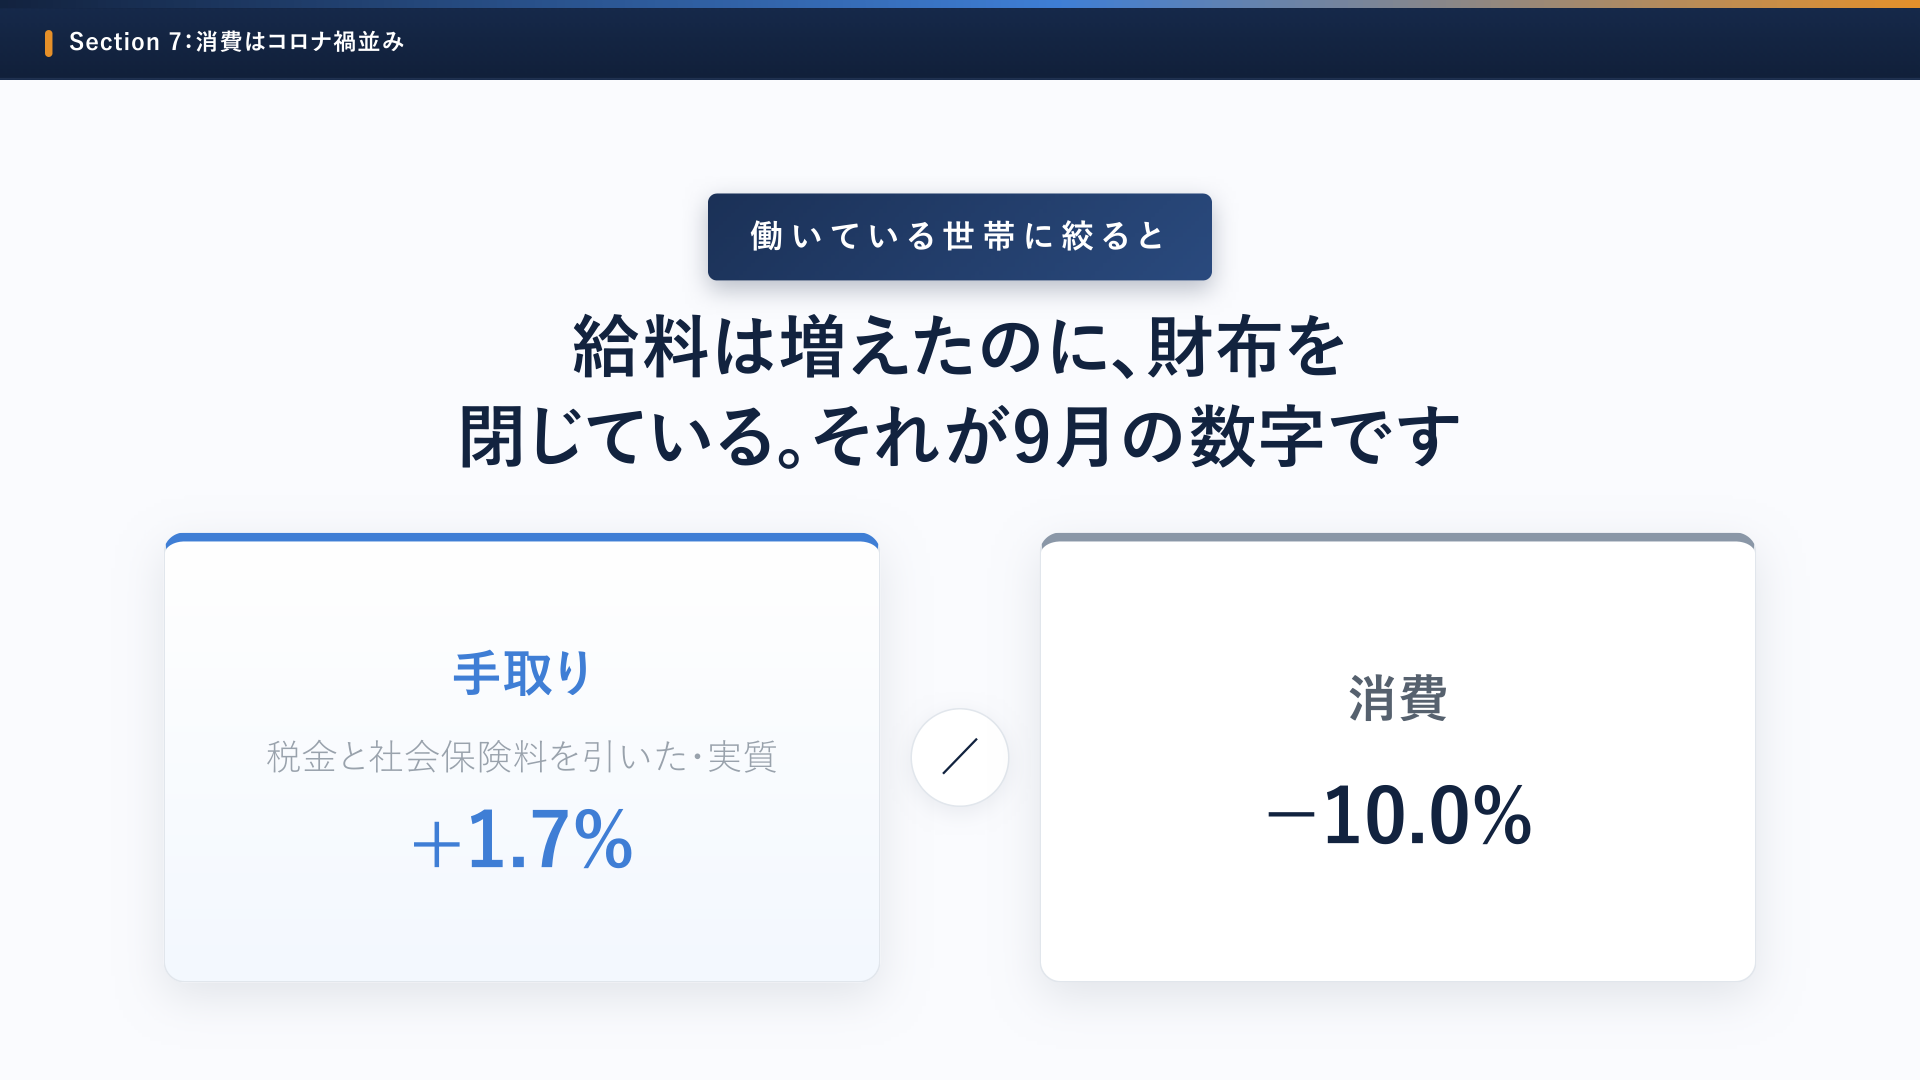 Section 7：消費はコロナ禍並み
働いている世帯に絞ると
給料は増えたのに、財布を
閉じている。それが9月の数字です
手取り
税金と社会保険料を引いた・実質
＋1.7%
／
消費
－10.0%